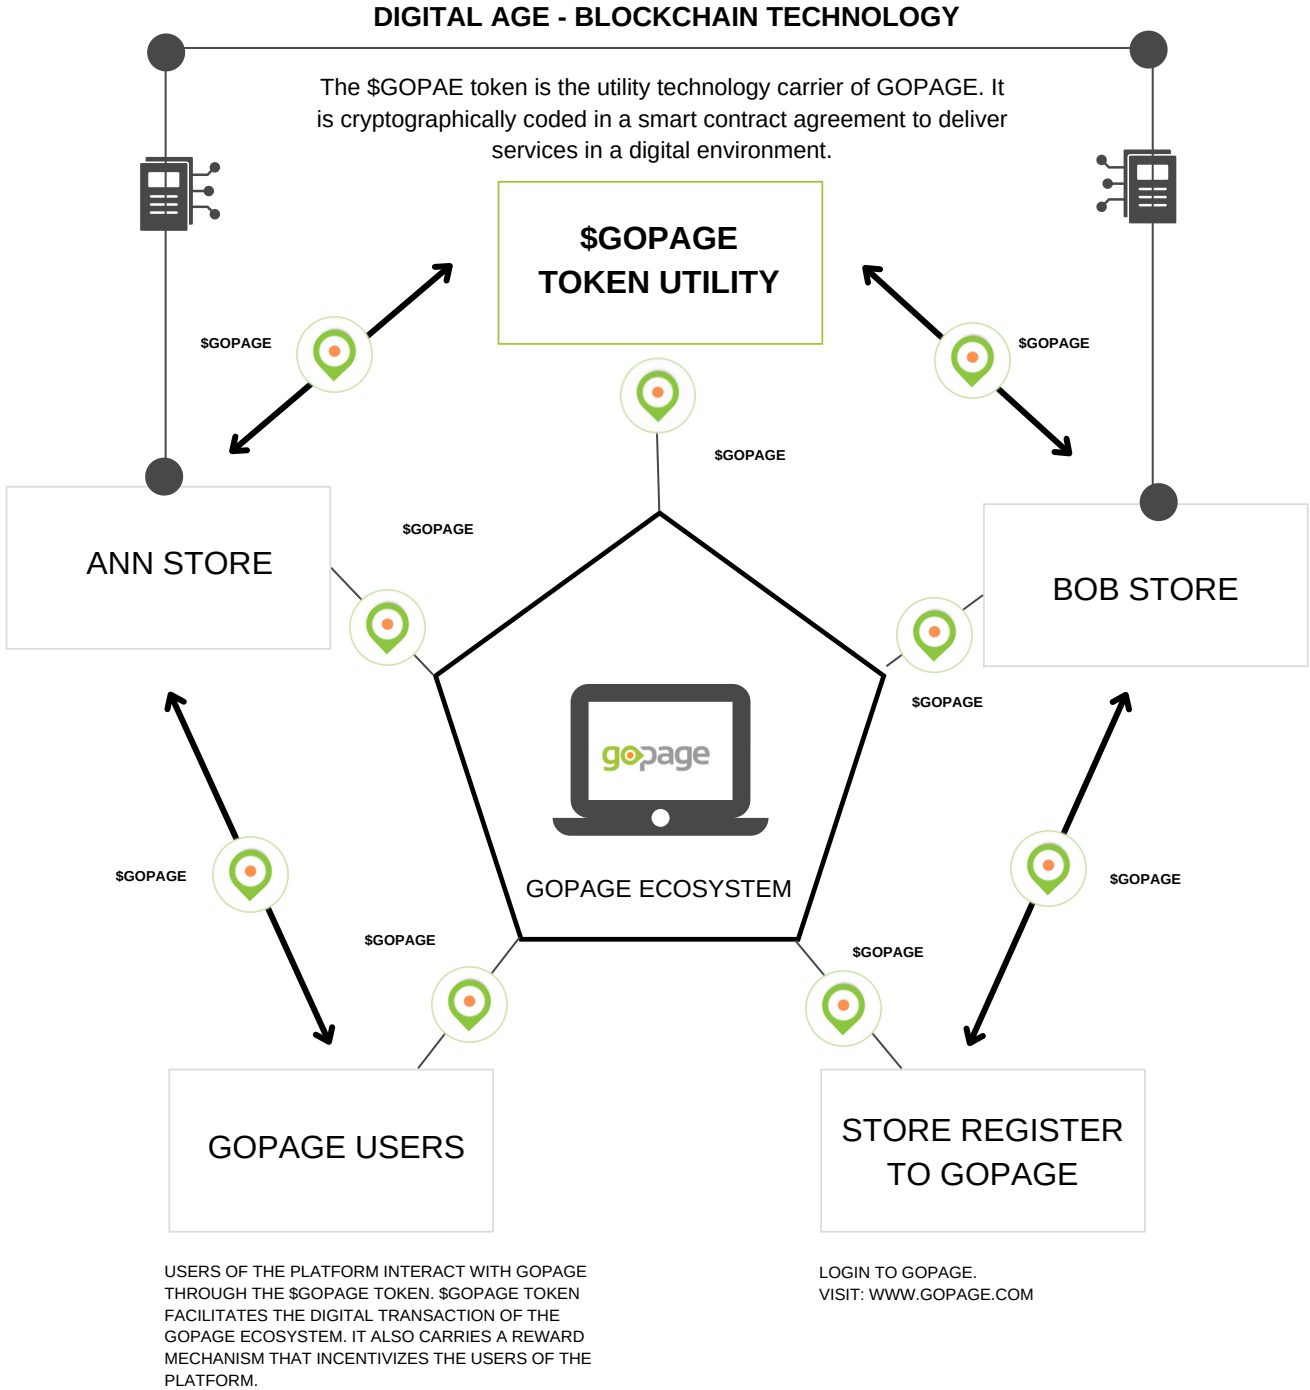 DIGITAL AGE - BLOCKCHAIN TECHNOLOGY
The $GOPAE token is the utility technology carrier of GOPAGE. It
is cryptographically coded in a smart contract agreement to deliver
services in a digital environment.
$GOPAGE
TOKEN UTILITY
$GOPAGE
$GOPAGE
$GOPAGE
$GOPAGE
ANN STORE
BOB STORE
$GOPAGE
gopage
GOPAGE ECOSYSTEM
$GOPAGE
$GOPAGE
$GOPAGE
$GOPAGE
GOPAGE USERS
STORE REGISTER
TO GOPAGE
USERS OF THE PLATFORM INTERACT WITH GOPAGE
THROUGH THE $GOPAGE TOKEN. $GOPAGE TOKEN
FACILITATES THE DIGITAL TRANSACTION OF THE
GOPAGE ECOSYSTEM. IT ALSO CARRIES A REWARD
MECHANISM THAT INCENTIVIZES THE USERS OF THE
PLATFORM.
LOGIN TO GOPAGE.
VISIT: WWW.GOPAGE.COM